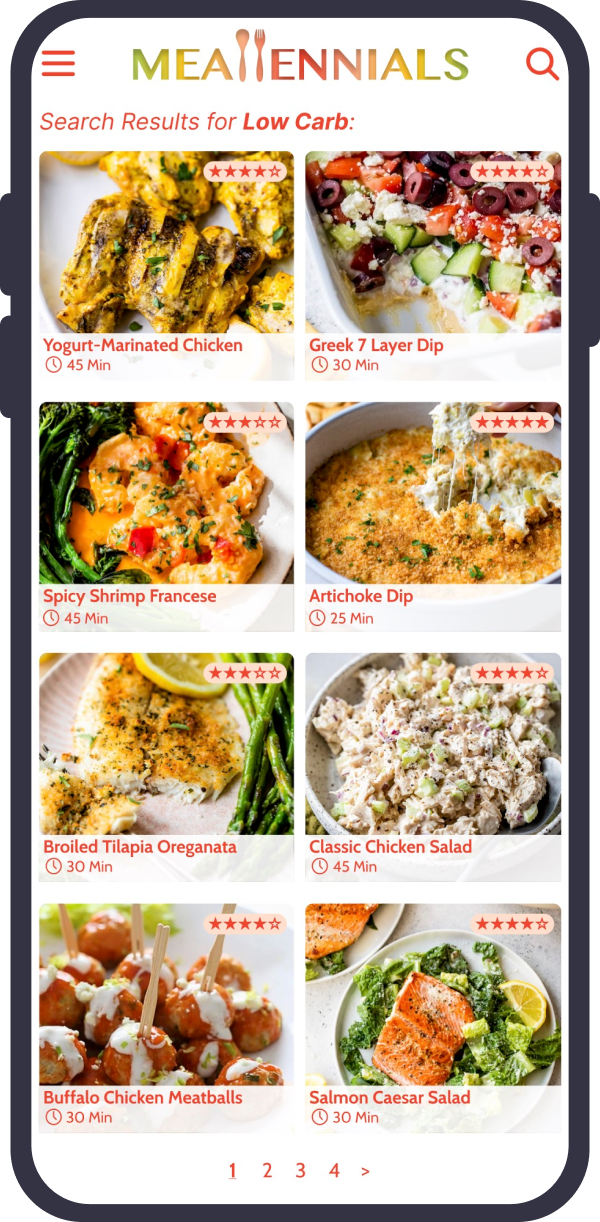 MEALLENNIALS
Search Results for Low Carb:
★★★★☆
★★★★☆
Yogurt-Marinated Chicken
45 Min
Greek 7 Layer Dip
30 Min
★★★☆☆
★★★★★
Spicy Shrimp Francese
45 Min
Artichoke Dip
25 Min
★★★☆☆
★★★★☆
Broiled Tilapia Oreganata
30 Min
Classic Chicken Salad
45 Min
★★★★☆
★★★★☆
Buffalo Chicken Meatballs
30 Min
Salmon Caesar Salad
30 Min
1 2 3 4 >